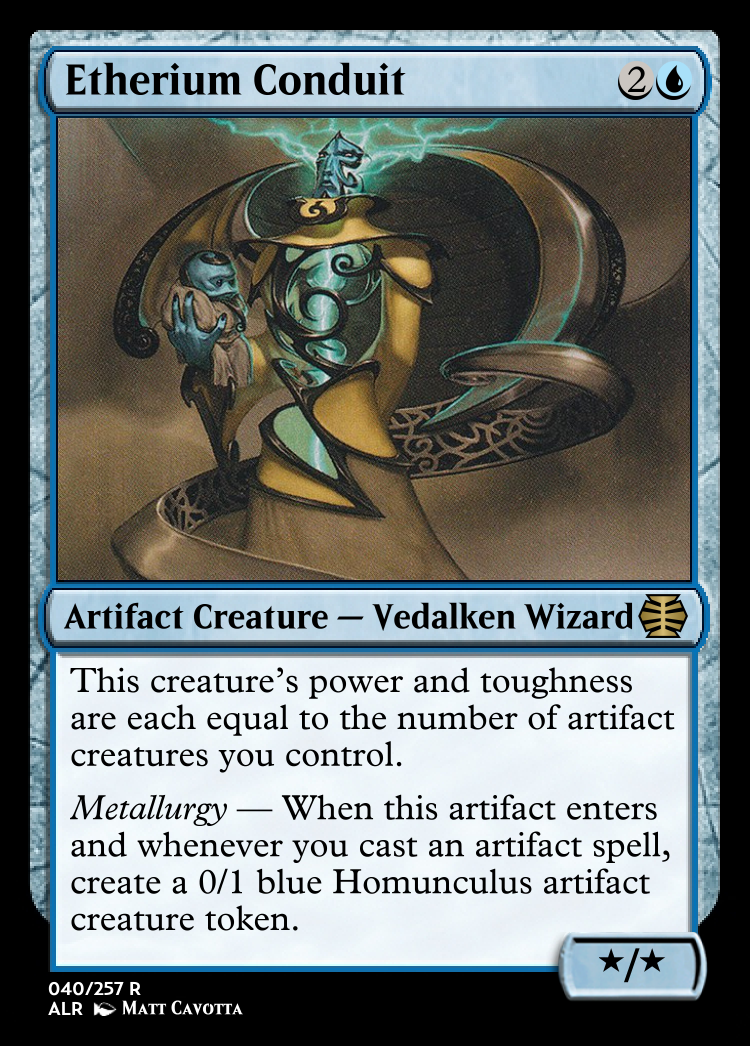 Etherium Conduit 2
Artifact Creature — Vedalken Wizard
This creature's power and toughness
are each equal to the number of artifact
creatures you control.
Metallurgy — When this artifact enters
and whenever you cast an artifact spell,
create a 0/1 blue Homunculus artifact
creature token.
★/★
040/257 R
ALR Matt Cavotta